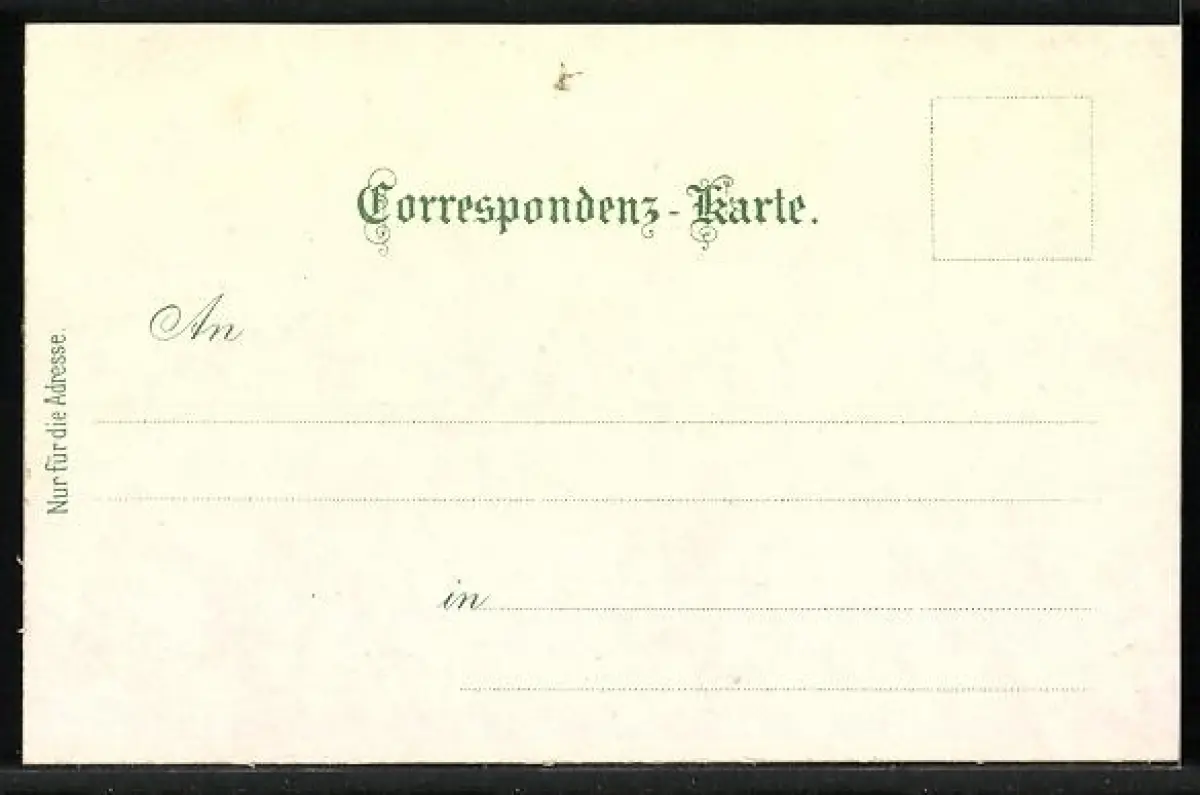 Correspondenz-Karte.
An
Nur für die Adresse.
in